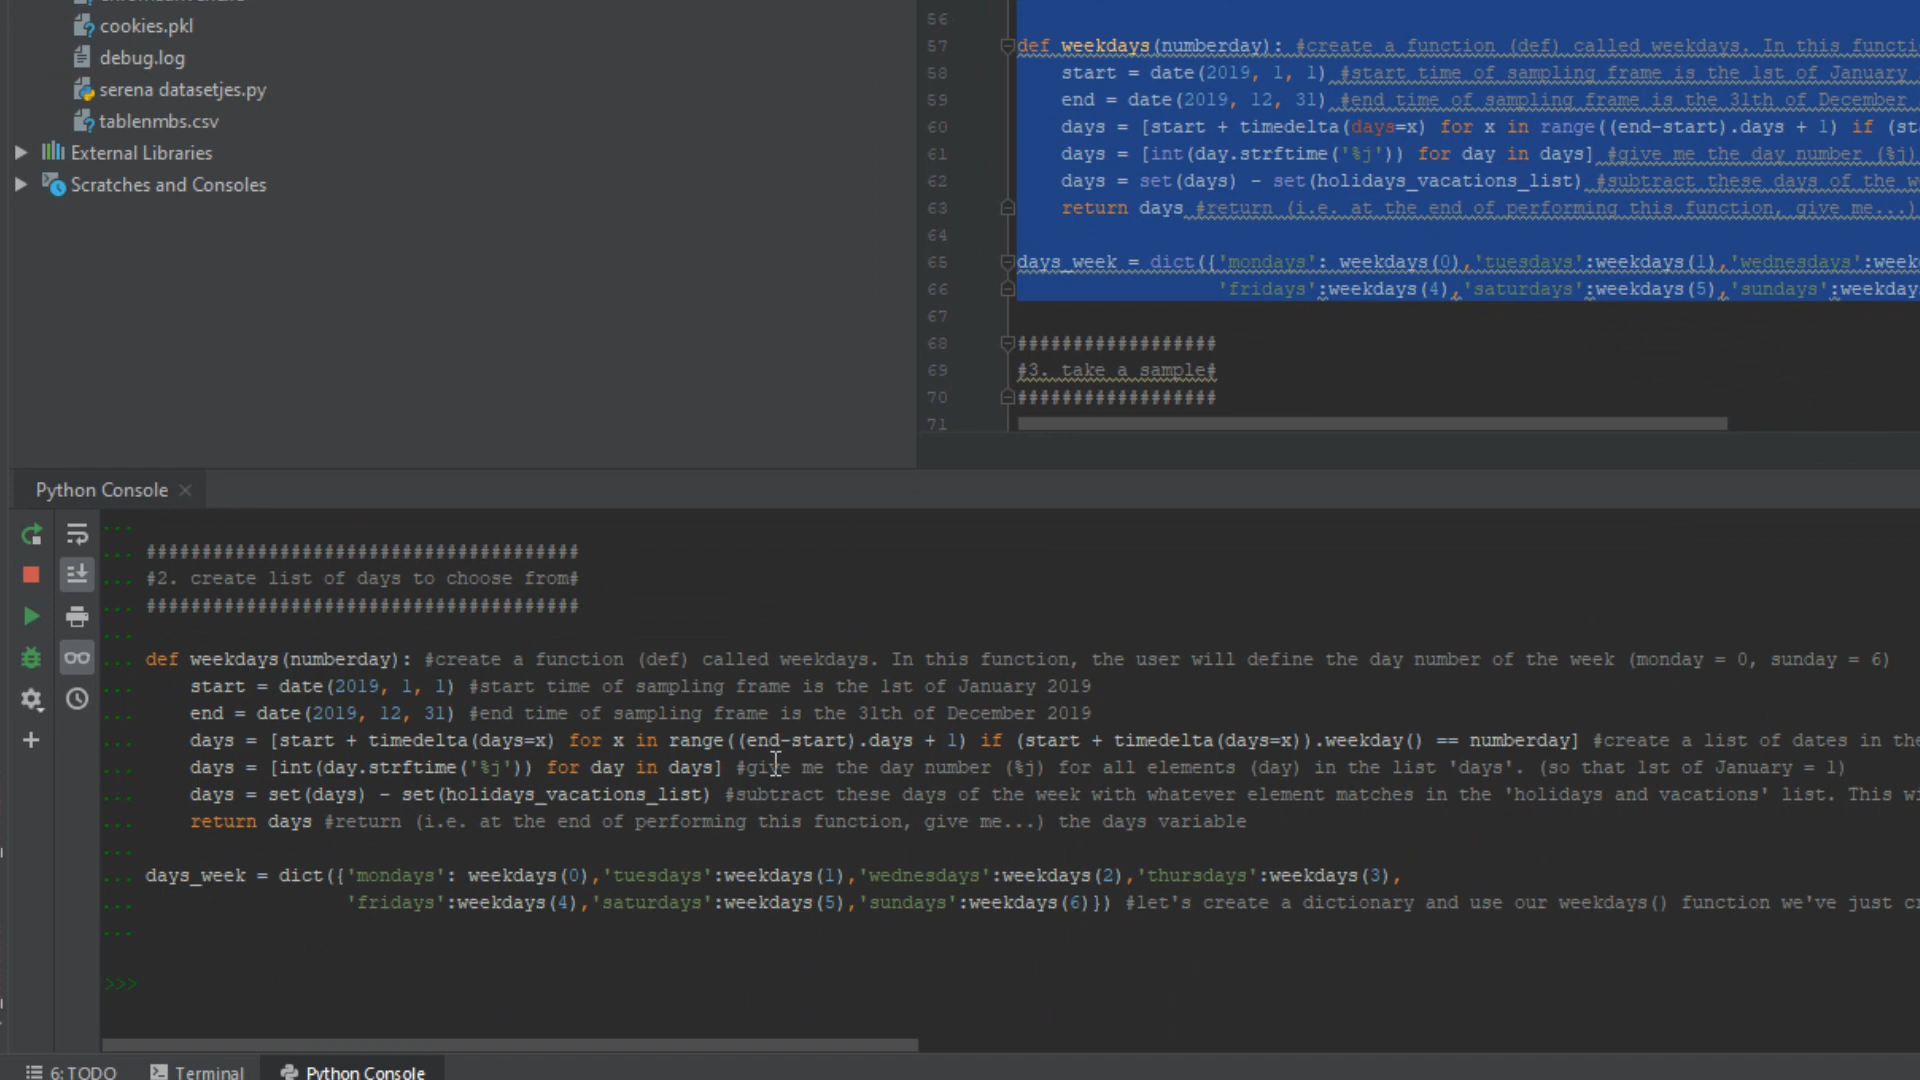 cookies.pkl
debug.log
serena datasetjes.py
tablenmbs.csv
External Libraries
Scratches and Consoles
56
57 def weekdays(numberday): #create a function (def) called weekdays. In this functi
58 start = date(2019, 1, 1) #start time of sampling frame is the 1st of January
59 end = date(2019, 12, 31) #end time of sampling frame is the 31th of December
60 days = [start + timedelta(days=x) for x in range((end-start).days + 1) if (st
61 days = [int(day.strftime('%j')) for day in days] #give me the day number (%j)
62 days = set(days) - set(holidays_vacations_list) #subtract these days of the w
63 return days #return (i.e. at the end of performing this function, give me...)
64
65 days_week = dict({'mondays': weekdays(0),'tuesdays':weekdays(1),'wednesdays':week
66 'fridays':weekdays(4),'saturdays':weekdays(5),'sundays':weekday
67
68 ##################
69 #3. take a sample#
70 ##################
71
Python Console
...
... #######################################
... #2. create list of days to choose from#
... #######################################
...
... def weekdays(numberday): #create a function (def) called weekdays. In this function, the user will define the day number of the week (monday = 0, sunday = 6)
... start = date(2019, 1, 1) #start time of sampling frame is the 1st of January 2019
... end = date(2019, 12, 31) #end time of sampling frame is the 31th of December 2019
... days = [start + timedelta(days=x) for x in range((end-start).days + 1) if (start + timedelta(days=x)).weekday() == numberday] #create a list of dates in the
... days = [int(day.strftime('%j')) for day in days] #give me the day number (%j) for all elements (day) in the list 'days'. (so that 1st of January = 1)
... days = set(days) - set(holidays_vacations_list) #subtract these days of the week with whatever element matches in the 'holidays and vacations' list. This wi
... return days #return (i.e. at the end of performing this function, give me...) the days variable
...
... days_week = dict({'mondays': weekdays(0),'tuesdays':weekdays(1),'wednesdays':weekdays(2),'thursdays':weekdays(3),
... 'fridays':weekdays(4),'saturdays':weekdays(5),'sundays':weekdays(6)}) #let's create a dictionary and use our weekdays() function we've just cr
...
>>>
6: TODO
Terminal
Python Console